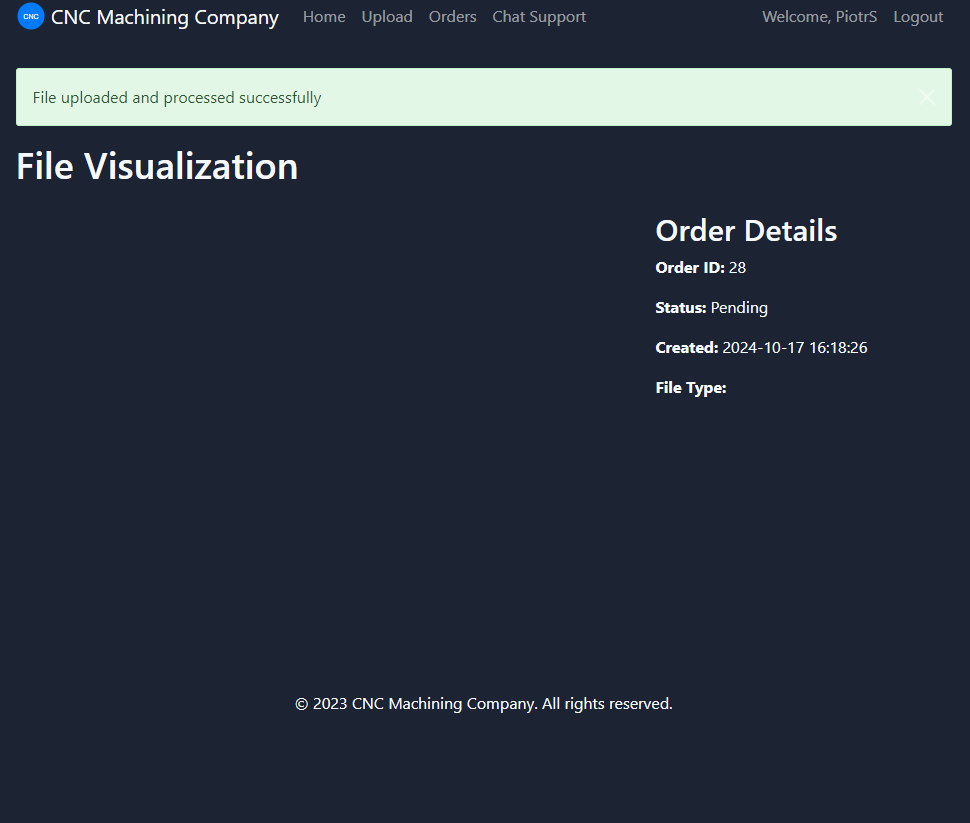 CNC CNC Machining Company Home Upload Orders Chat Support Welcome, PiotrS Logout
File uploaded and processed successfully
File Visualization
Order Details
Order ID: 28
Status: Pending
Created: 2024-10-17 16:18:26
File Type:
© 2023 CNC Machining Company. All rights reserved.